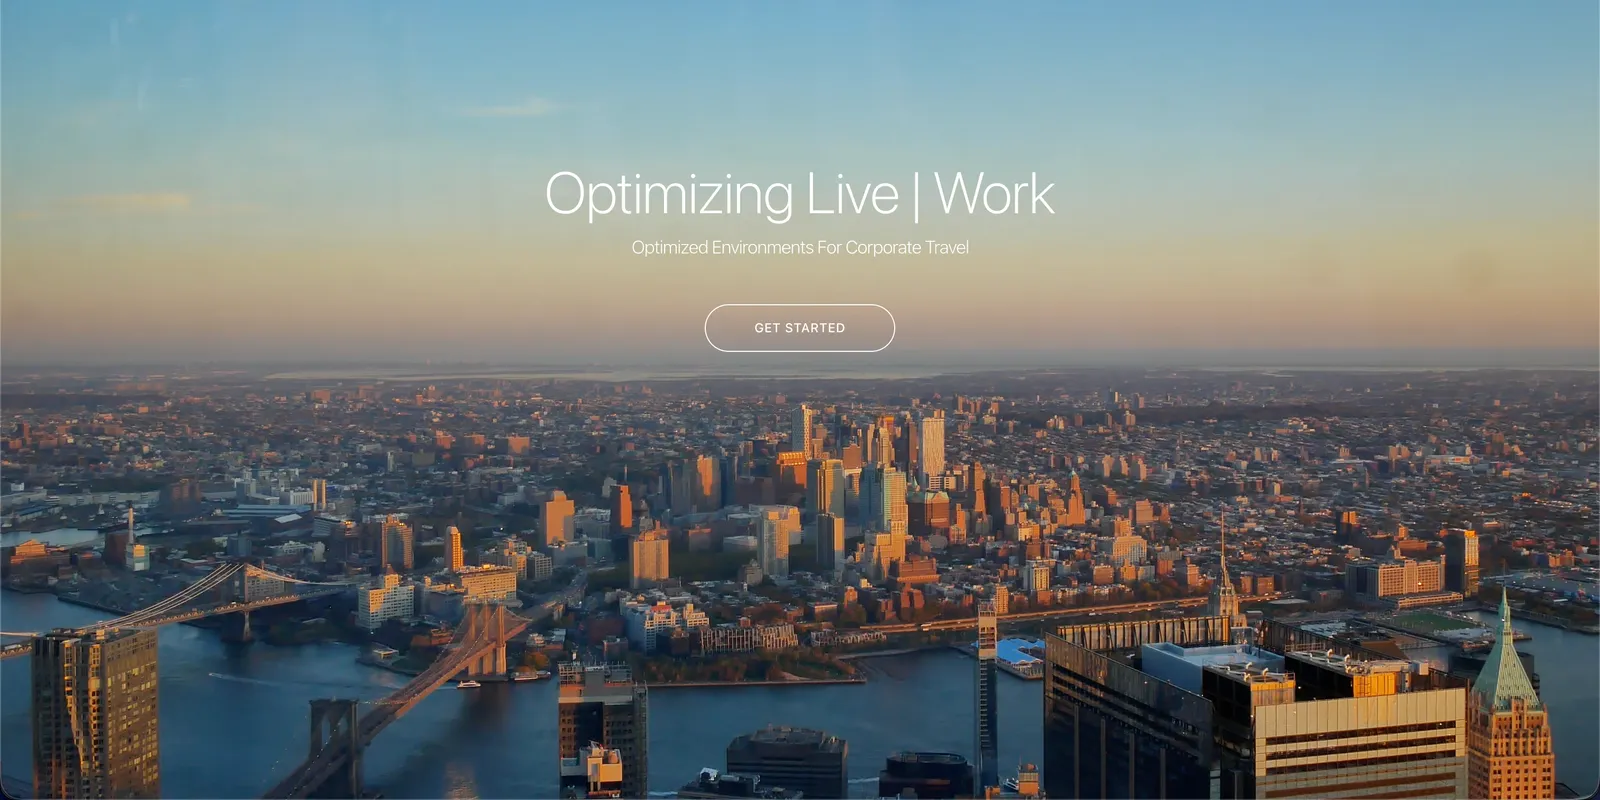 Optimizing Live | Work
Optimized Environments For Corporate Travel
GET STARTED